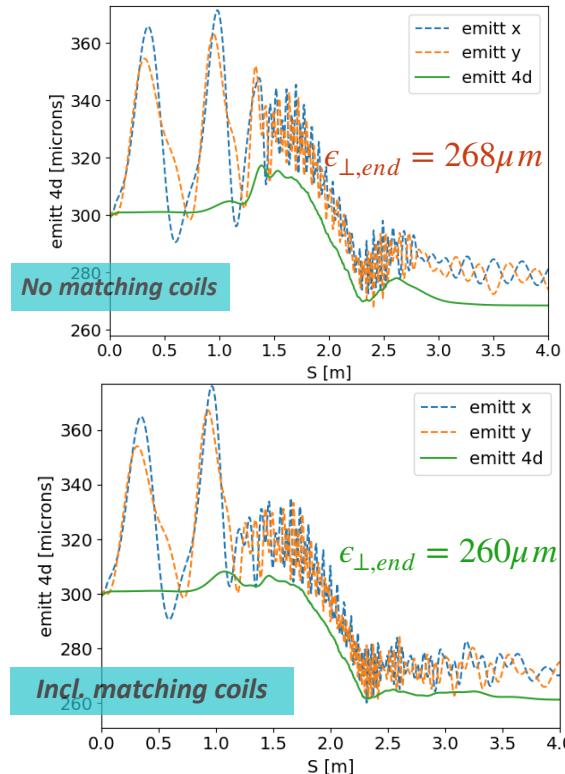 360
340
320
300
280
260
emitt 4d [microns]
emitt x
emitt y
emitt 4d
ϵ⊥,end = 268μm
No matching coils
0.0 0.5 1.0 1.5 2.0 2.5 3.0 3.5 4.0
S [m]
360
340
320
300
280
260
emitt 4d [microns]
emitt x
emitt y
emitt 4d
ϵ⊥,end = 260μm
Incl. matching coils
0.0 0.5 1.0 1.5 2.0 2.5 3.0 3.5 4.0
S [m]